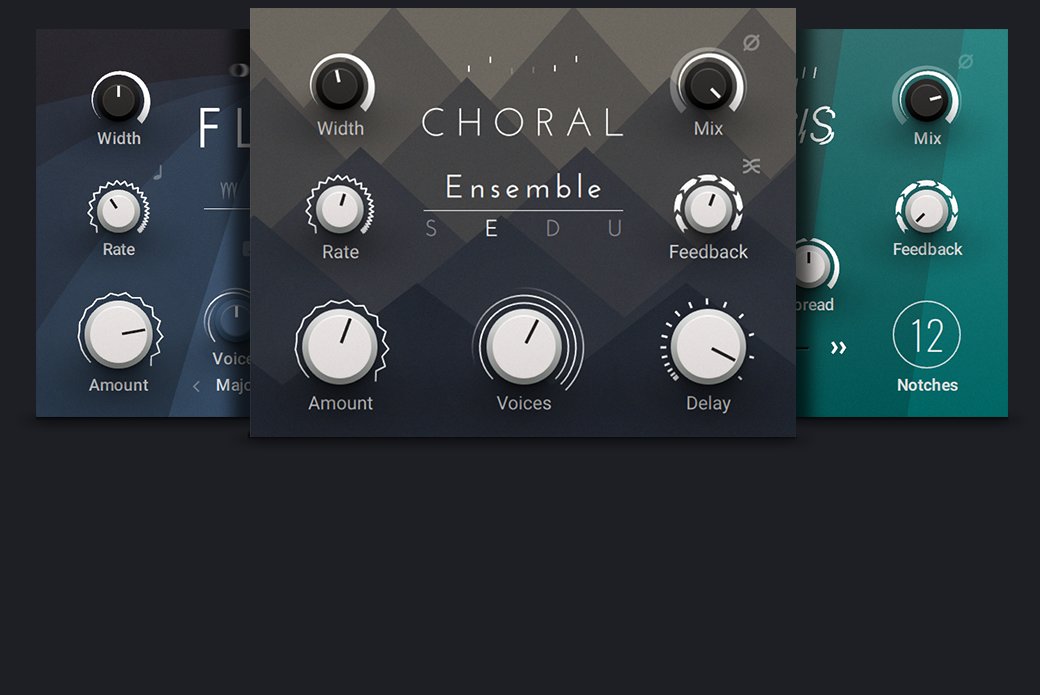 Width
FL
Rate
Amount
Voice
Majo
Width
CHORAL
Mix
Ensemble
S E D U
Rate
Feedback
Amount
Voices
Delay
Mix
Feedback
12
Notches